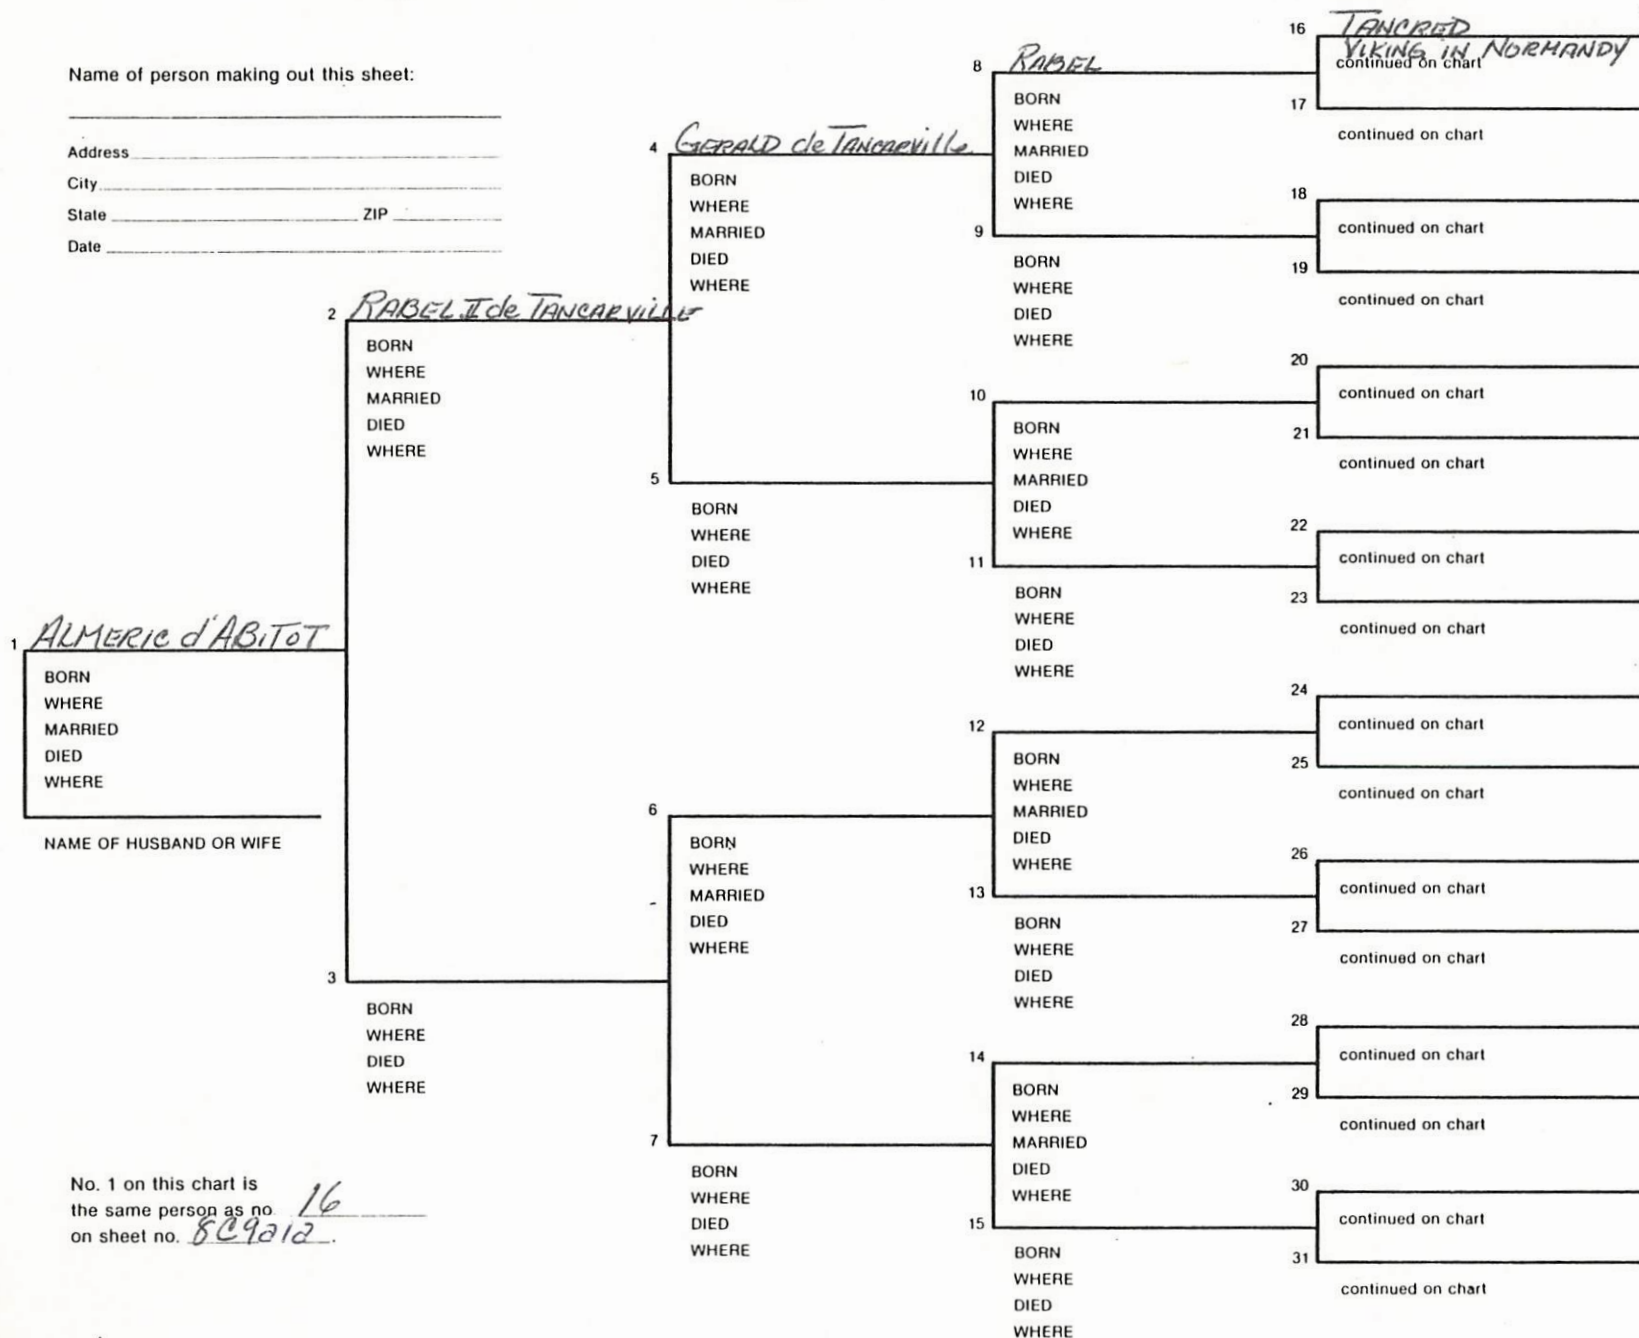 Name of person making out this sheet:
Address
City
State ZIP
Date
1 ALMERIC d'ABiToT
BORN
WHERE
MARRIED
DIED
WHERE
NAME OF HUSBAND OR WIFE
No. 1 on this chart is
the same person as no. 16
on sheet no. 8C9a1a.
2 RABEL II de TANCARVILLE
BORN
WHERE
MARRIED
DIED
WHERE
3
BORN
WHERE
DIED
WHERE
4 GERALD de TANCARVille
BORN
WHERE
MARRIED
DIED
WHERE
5
BORN
WHERE
DIED
WHERE
6
BORN
WHERE
MARRIED
DIED
WHERE
7
BORN
WHERE
DIED
WHERE
8 RABEL
BORN
WHERE
MARRIED
DIED
WHERE
9
BORN
WHERE
DIED
WHERE
10
BORN
WHERE
MARRIED
DIED
WHERE
11
BORN
WHERE
DIED
WHERE
12
BORN
WHERE
MARRIED
DIED
WHERE
13
BORN
WHERE
DIED
WHERE
14
BORN
WHERE
MARRIED
DIED
WHERE
15
BORN
WHERE
DIED
WHERE
16 TANCRED
VIKING IN NORMANDY
continued on chart
17
continued on chart
18
continued on chart
19
continued on chart
20
continued on chart
21
continued on chart
22
continued on chart
23
continued on chart
24
continued on chart
25
continued on chart
26
continued on chart
27
continued on chart
28
continued on chart
29
continued on chart
30
continued on chart
31
continued on chart